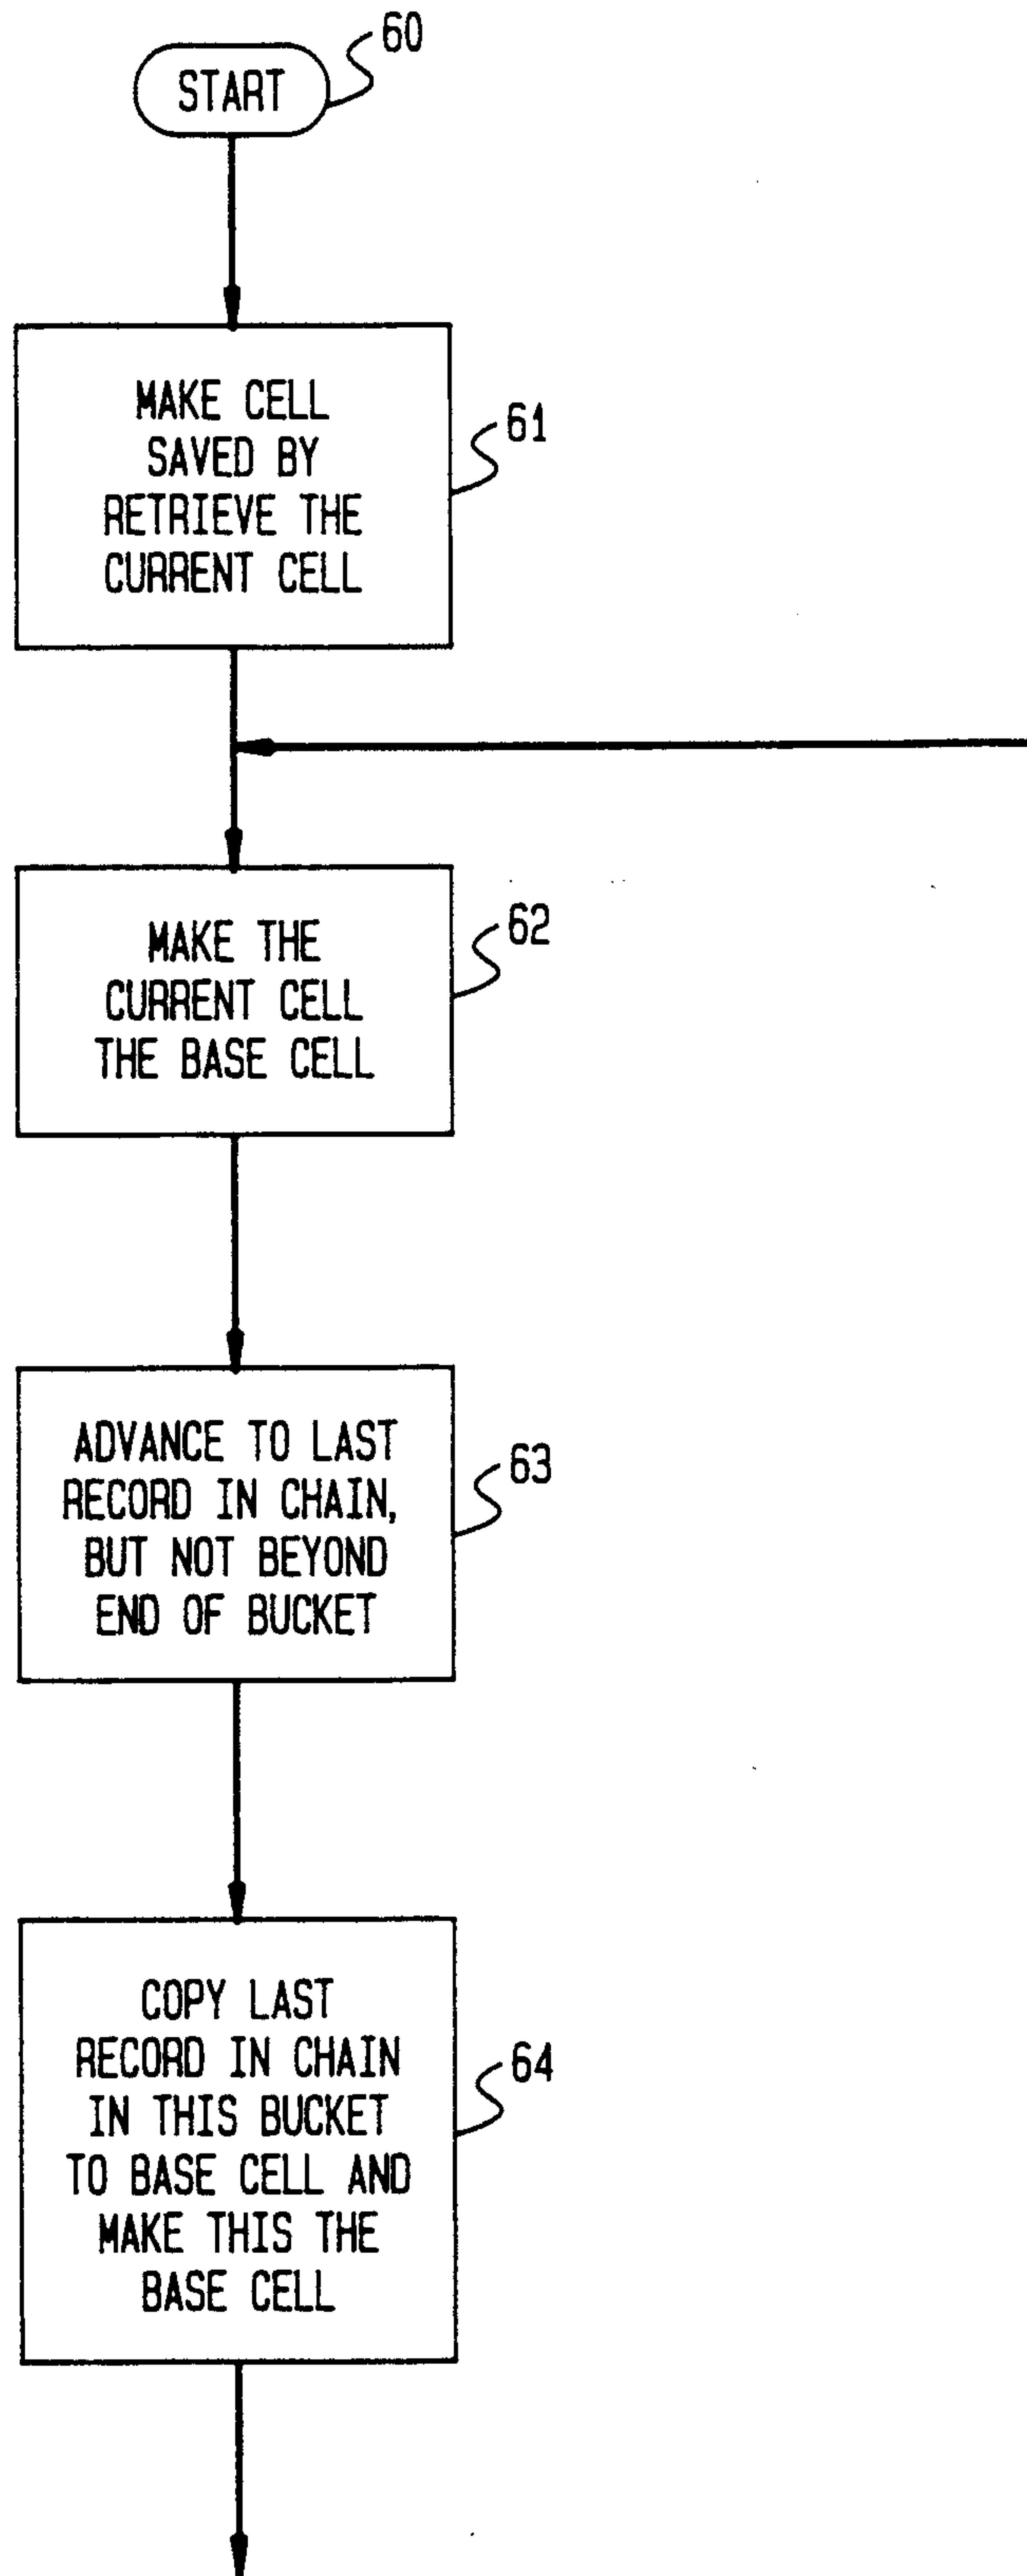 60
START
MAKE CELL
SAVED BY
RETRIEVE THE
CURRENT CELL
61
MAKE THE
CURRENT CELL
THE BASE CELL
62
ADVANCE TO LAST
RECORD IN CHAIN,
BUT NOT BEYOND
END OF BUCKET
63
COPY LAST
RECORD IN CHAIN
IN THIS BUCKET
TO BASE CELL AND
MAKE THIS THE
BASE CELL
64